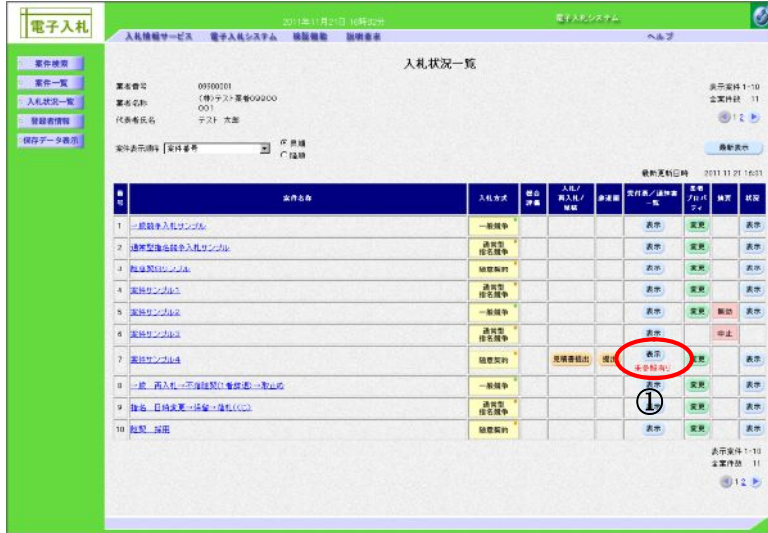 電子入札
2011年11月21日 16時02分
電子入札システム
入札情報サービス 電子入札システム 検証機能 説明要求
ヘルプ
案件検索
案件一覧
入札状況一覧
登録者情報
保存データ表示
入札状況一覧
業者番号 09900001
業者名称 (株)テスト業者09900
001
代表者氏名 テスト 太郎
案件表示順序 案件番号
昇順
降順
表示案件 1-10
全案件数 11
1 2
最新表示
最新更新日時 2011.11.21 16:01
番号 案件名称 入札方式 総合評価 入札/再入札/見積 辞退届 受付票/通知書一覧 企業プロパティ 摘要 状況
1 一般競争入札サンプル 一般競争 表示 変更 表示
2 通常型指名競争入札サンプル 通常型指名競争 表示 変更 表示
3 随意契約サンプル 随意契約 表示 変更 表示
4 案件サンプル1 通常型指名競争 表示 変更 表示
5 案件サンプル2 一般競争 表示 変更 無効 表示
6 案件サンプル3 通常型指名競争 表示 中止 表示
7 案件サンプル4 随意契約 見積書提出 提出 表示 未参照有り 変更 表示
8 一般 再入札→不落随契(1番 →取止め 一般競争 表示 変更 表示
9 指名 日時変更→保留→落札 通常型指名競争 表示 変更 表示
10 随契 採用 随意契約 表示 変更 表示
①
表示案件 1-10
全案件数 11
1 2